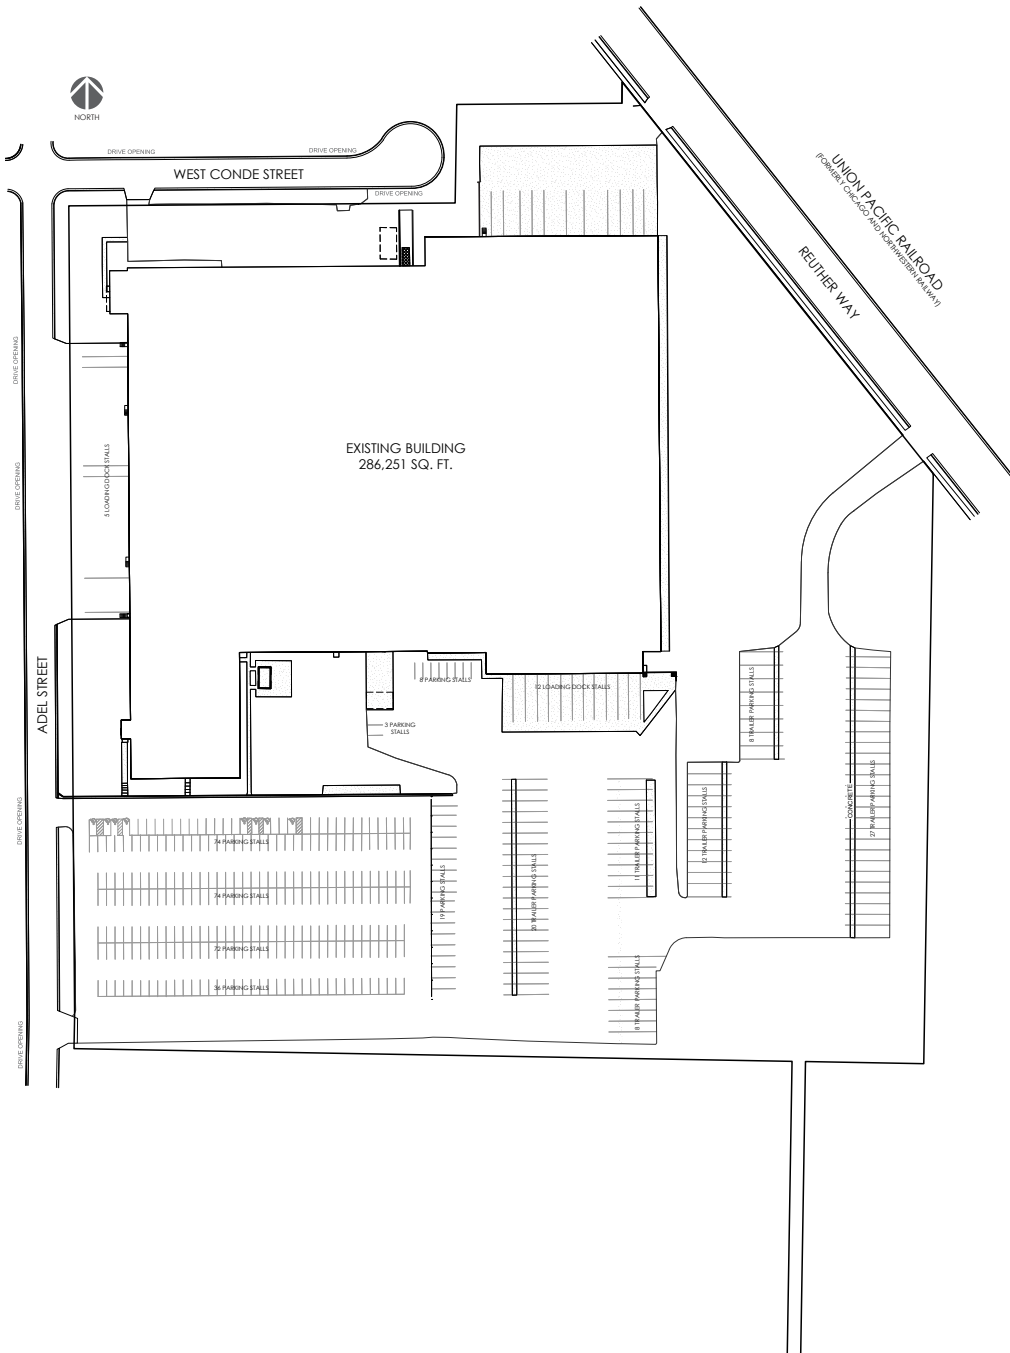 NORTH
DRIVE OPENING
DRIVE OPENING
WEST CONDE STREET
DRIVE OPENING
UNION PACIFIC RAILROAD
(FORMERLY CHICAGO AND NORTHWESTERN RAILWAY)
REUTHER WAY
DRIVE OPENING
EXISTING BUILDING
286,251 SQ. FT.
5 LOADING DOCK STALLS
DRIVE OPENING
ADEL STREET
8 PARKING STALLS
12 LOADING DOCK STALLS
3 PARKING
STALLS
8 TRAILER PARKING STALLS
DRIVE OPENING
74 PARKING STALLS
74 PARKING STALLS
72 PARKING STALLS
36 PARKING STALLS
19 PARKING STALLS
20 TRAILER PARKING STALLS
11 TRAILER PARKING STALLS
12 TRAILER PARKING STALLS
CONCRETE
27 TRAILER PARKING STALLS
8 TRAILER PARKING STALLS
DRIVE OPENING